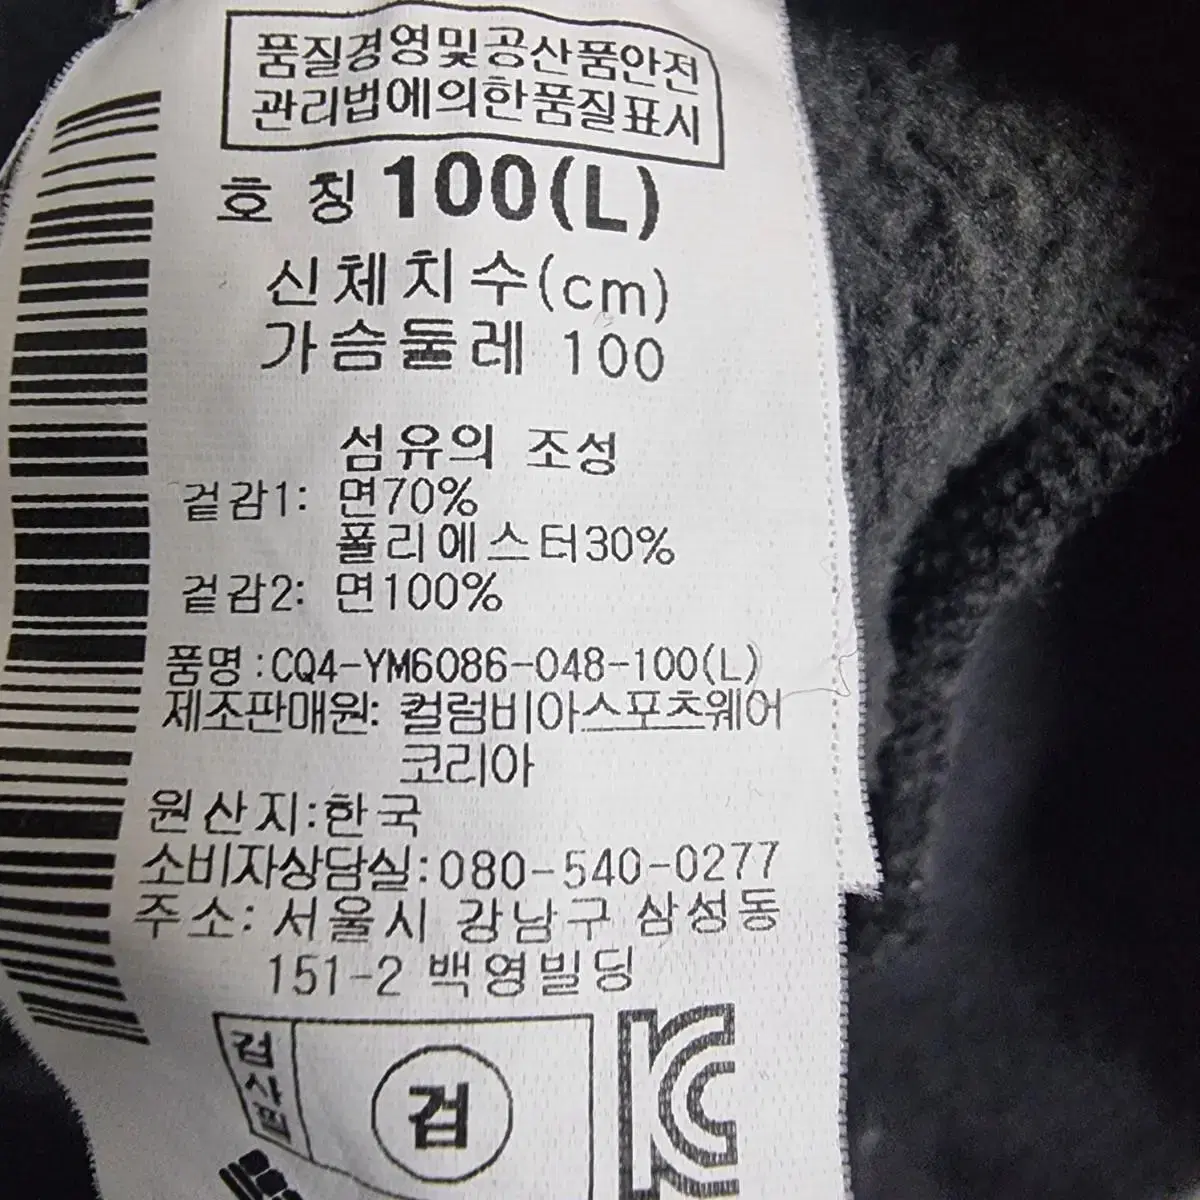 품질경영및공산품안전
관리법에의한품질표시
호 칭 100(L)
신체치수(cm)
가슴둘레 100
섬유의 조성
겉감1: 면70%
폴리에스터30%
겉감2: 면100%
품명:CQ4-YM6086-048-100(L)
제조판매원: 컬럼비아스포츠웨어
코리아
원산지:한국
소비자상담실:080-540-0277
주소: 서울시 강남구 삼성동
151-2 백영빌딩
검사필
검
KC